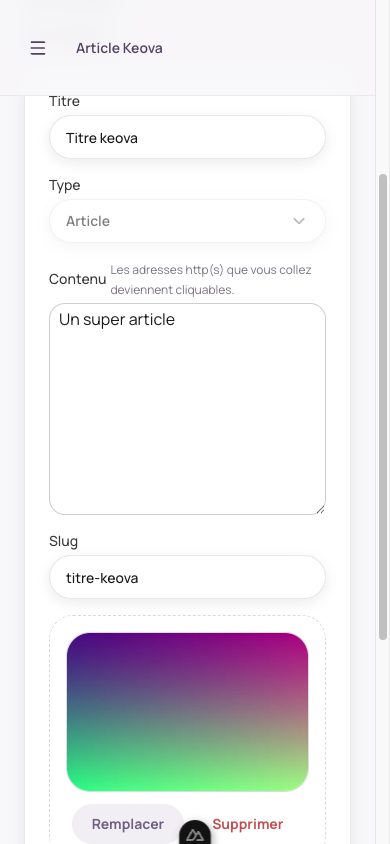 Article Keova
Titre
Titre keova
Type
Article
Contenu
Les adresses http(s) que vous collez
deviennent cliquables.
Un super article
Slug
titre-keova
Remplacer
Supprimer